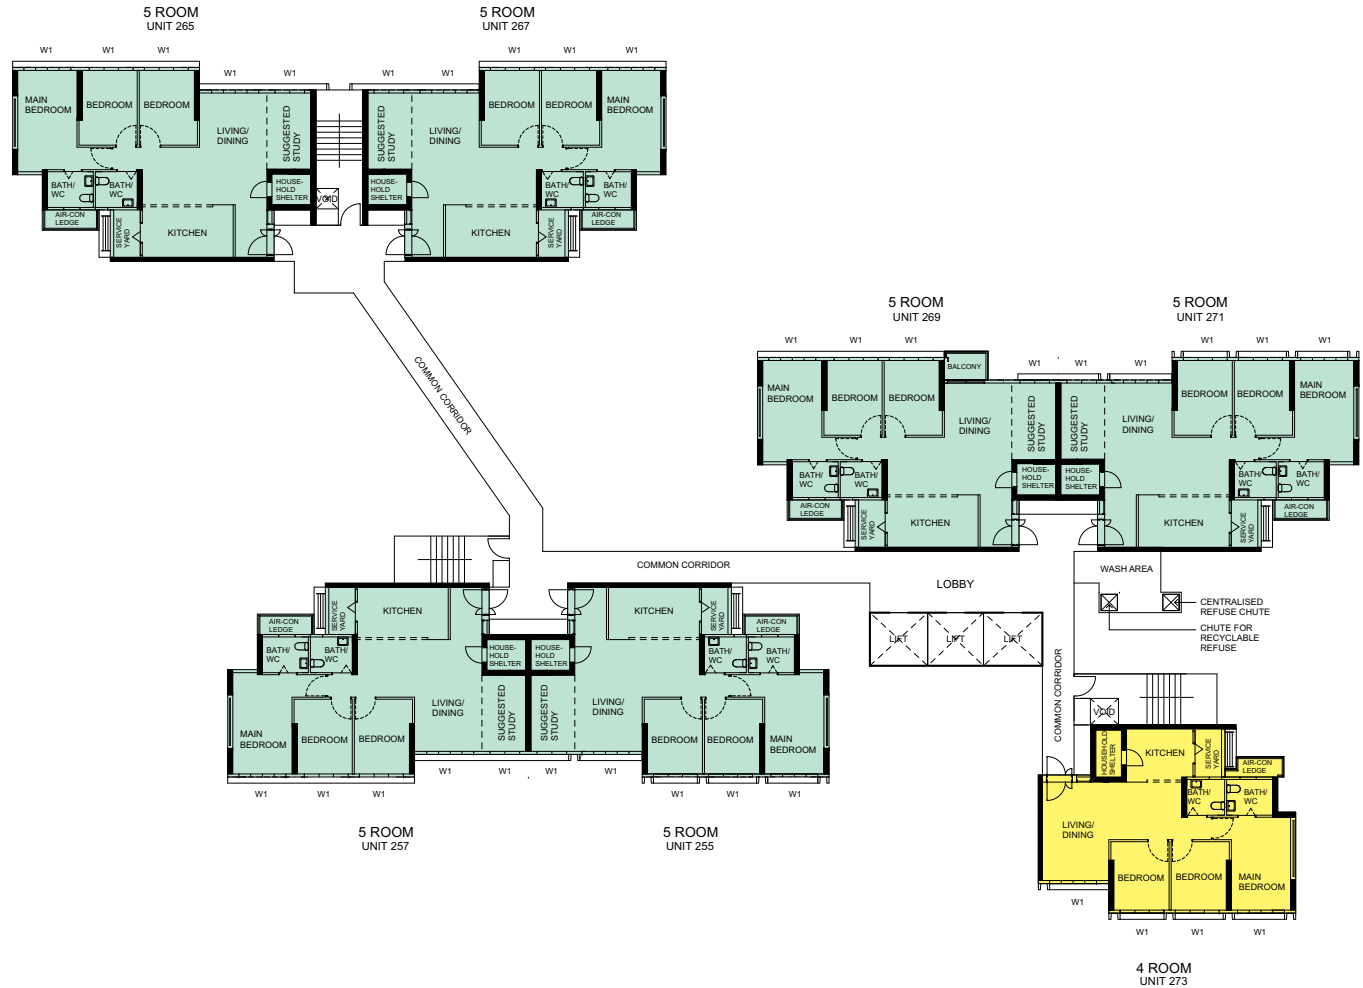 5 ROOM
UNIT 265
5 ROOM
UNIT 267
W1
W1
W1
W1
W1
W1
W1
W1
W1
W1
MAIN
BEDROOM
BEDROOM
BEDROOM
LIVING/
DINING
SUGGESTED
STUDY
SUGGESTED
STUDY
LIVING/
DINING
BEDROOM
BEDROOM
MAIN
BEDROOM
BATH/
WC
BATH/
WC
HOUSE-
HOLD
SHELTER
VOID
HOUSE-
HOLD
SHELTER
BATH/
WC
BATH/
WC
AIR-CON
LEDGE
SERVICE
YARD
KITCHEN
KITCHEN
SERVICE
YARD
AIR-CON
LEDGE
COMMON CORRIDOR
5 ROOM
UNIT 269
5 ROOM
UNIT 271
W1
W1
W1
W1
W1
W1
W1
W1
BALCONY
MAIN
BEDROOM
BEDROOM
BEDROOM
LIVING/
DINING
SUGGESTED
STUDY
SUGGESTED
STUDY
LIVING/
DINING
BEDROOM
BEDROOM
MAIN
BEDROOM
BATH/
WC
BATH/
WC
HOUSE-
HOLD
SHELTER
HOUSE-
HOLD
SHELTER
BATH/
WC
BATH/
WC
AIR-CON
LEDGE
SERVICE
YARD
KITCHEN
KITCHEN
SERVICE
YARD
AIR-CON
LEDGE
COMMON CORRIDOR
LOBBY
WASH AREA
CENTRALISED
REFUSE CHUTE
CHUTE FOR
RECYCLABLE
REFUSE
LIFT
LIFT
LIFT
AIR-CON
LEDGE
SERVICE
YARD
KITCHEN
KITCHEN
SERVICE
YARD
AIR-CON
LEDGE
BATH/
WC
BATH/
WC
HOUSE-
HOLD
SHELTER
HOUSE-
HOLD
SHELTER
BATH/
WC
BATH/
WC
MAIN
BEDROOM
BEDROOM
BEDROOM
LIVING/
DINING
SUGGESTED
STUDY
SUGGESTED
STUDY
LIVING/
DINING
BEDROOM
BEDROOM
MAIN
BEDROOM
W1
W1
W1
W1
W1
W1
W1
W1
W1
W1
5 ROOM
UNIT 257
5 ROOM
UNIT 255
COMMON CORRIDOR
VOID
HOUSEHOLD
SHELTER
KITCHEN
SERVICE
YARD
AIR-CON
LEDGE
BATH/
WC
BATH/
WC
LIVING/
DINING
BEDROOM
BEDROOM
MAIN
BEDROOM
W1
W1
W1
W1
4 ROOM
UNIT 273